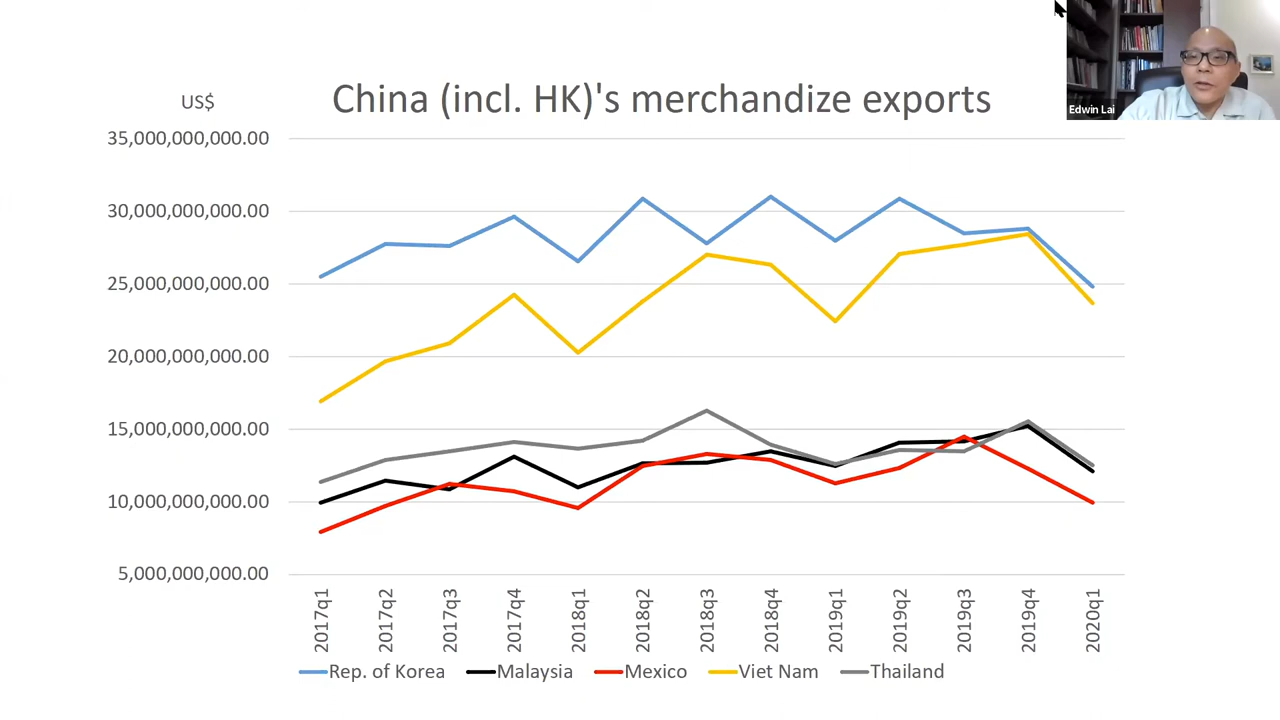 China (incl. HK)'s merchandize exports
US$
35,000,000,000.00
30,000,000,000.00
25,000,000,000.00
20,000,000,000.00
15,000,000,000.00
10,000,000,000.00
5,000,000,000.00
2017q1
2017q2
2017q3
2017q4
2018q1
2018q2
2018q3
2018q4
2019q1
2019q2
2019q3
2019q4
2020q1
Rep. of Korea Malaysia Mexico Viet Nam Thailand
Edwin Lai